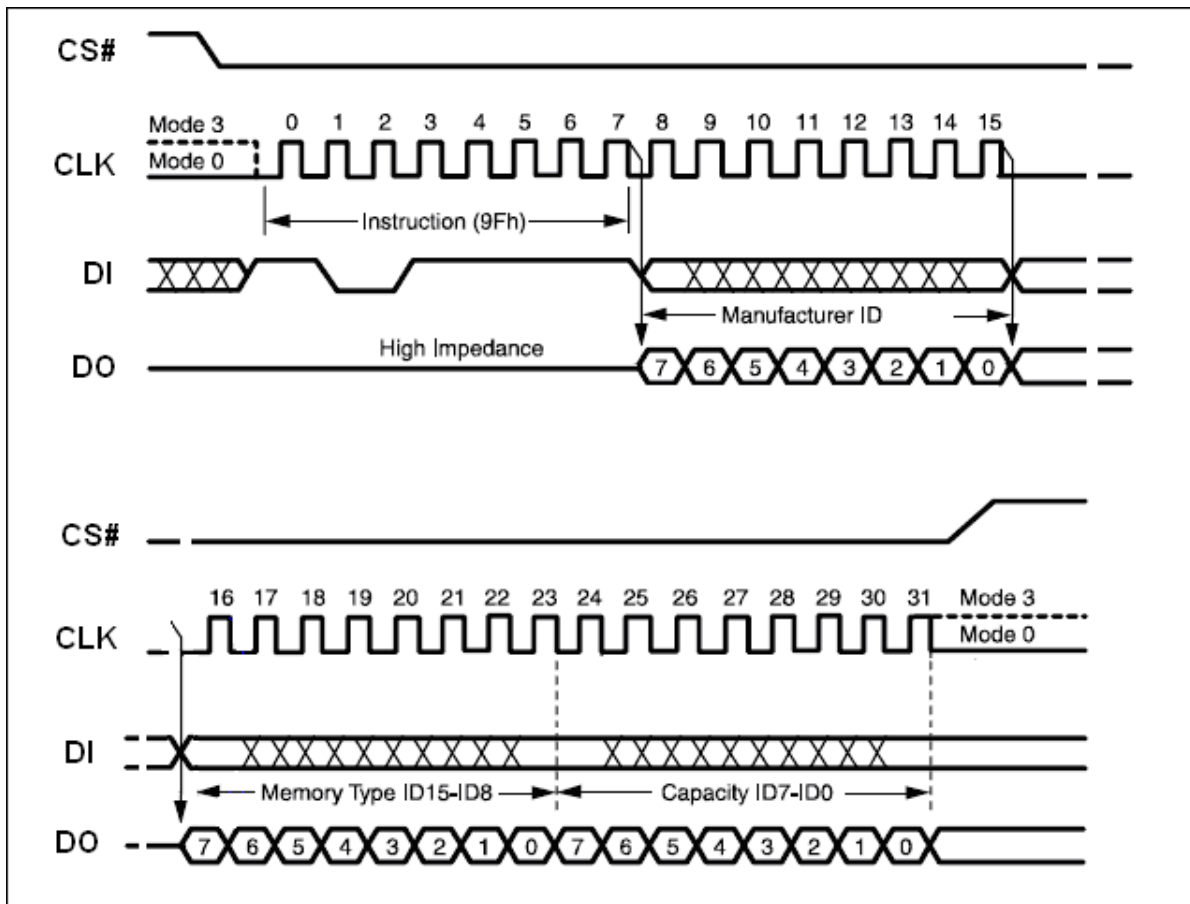 CS#
Mode 3 0 1 2 3 4 5 6 7 8 9 10 11 12 13 14 15
CLK Mode 0
Instruction (9Fh)
DI
Manufacturer ID
High Impedance
DO 7 6 5 4 3 2 1 0
CS#
16 17 18 19 20 21 22 23 24 25 26 27 28 29 30 31 Mode 3
CLK Mode 0
DI
Memory Type ID15-ID8 Capacity ID7-ID0
DO 7 6 5 4 3 2 1 0 7 6 5 4 3 2 1 0